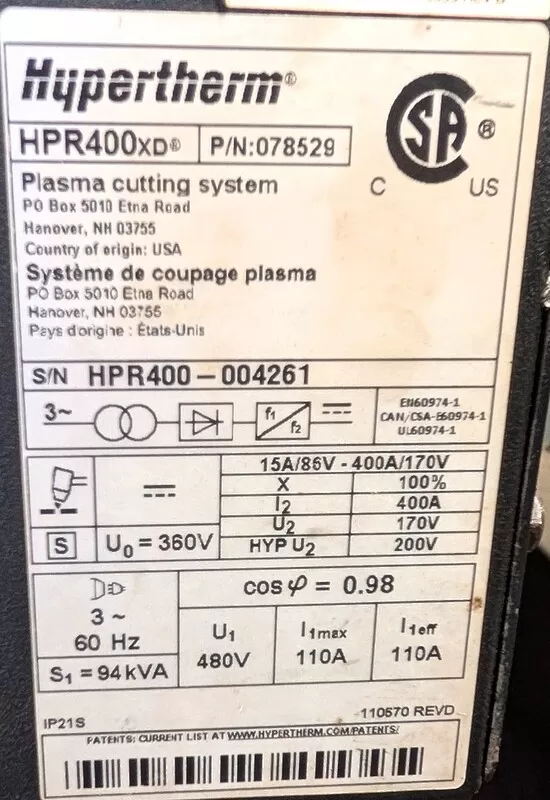 Hypertherm®
HPR400XD® P/N:078529
CSA ®
C US
Plasma cutting system
PO Box 5010 Etna Road
Hanover, NH 03755
Country of origin: USA
Système de coupage plasma
PO Box 5010 Etna Road
Hanover, NH 03755
Pays d'origine : États-Unis
S/N HPR400-004261
3~ f1 f2
EN60974-1
CAN/CSA-E60974-1
UL60974-1
15A/86V - 400A/170V
X 100%
I2 400A
U2 170V
S U0 = 360V HYP U2 200V
cos φ = 0.98
3 ~
60 Hz
S1 = 94 kVA
U1 I1max I1eff
480V 110A 110A
IP21S 110570 REVD
PATENTS: CURRENT LIST AT WWW.HYPERTHERM.COM/PATENTS/